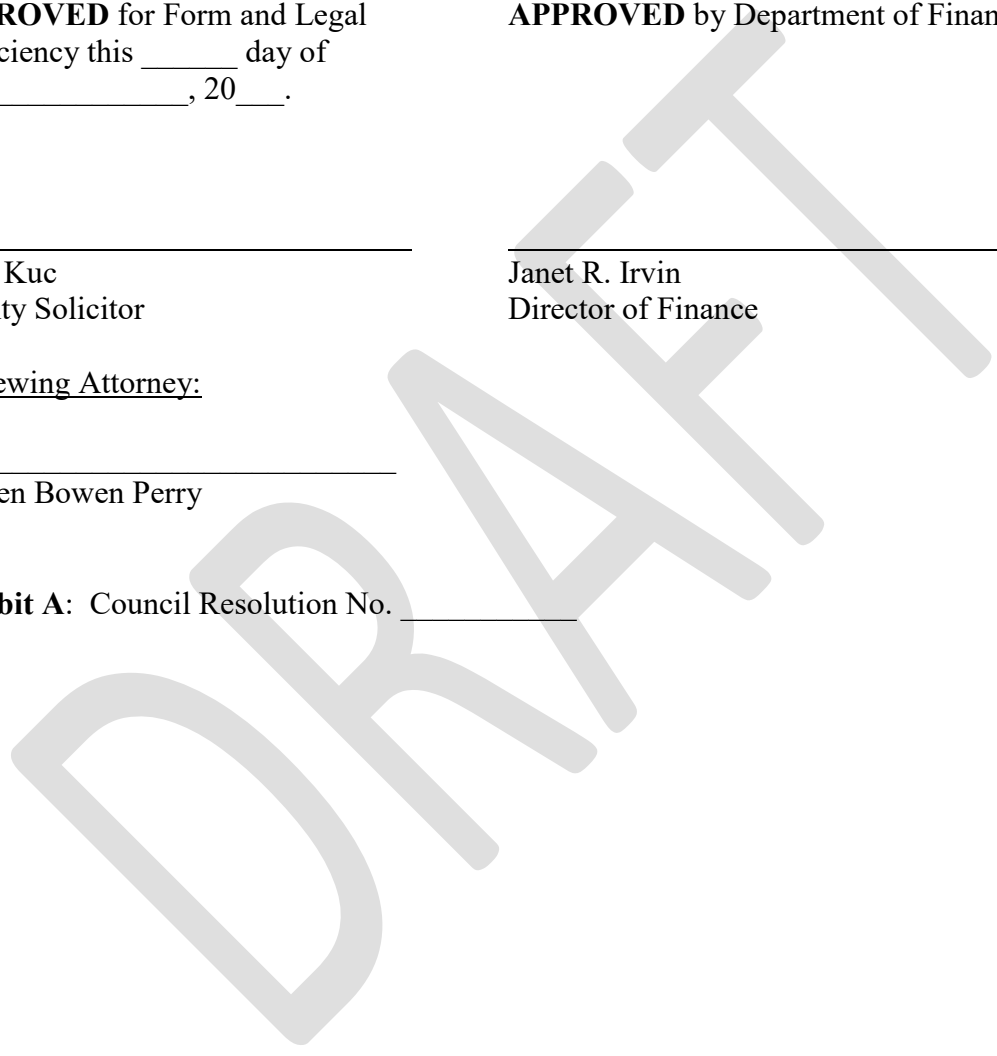 ROVED for Form and Legal
ciency this ______ day of
____________, 20___.
Kuc
ty Solicitor
ewing Attorney:
en Bowen Perry
bit A: Council Resolution No. ___________
APPROVED by Department of Finan
Janet R. Irvin
Director of Finance
DRAFT